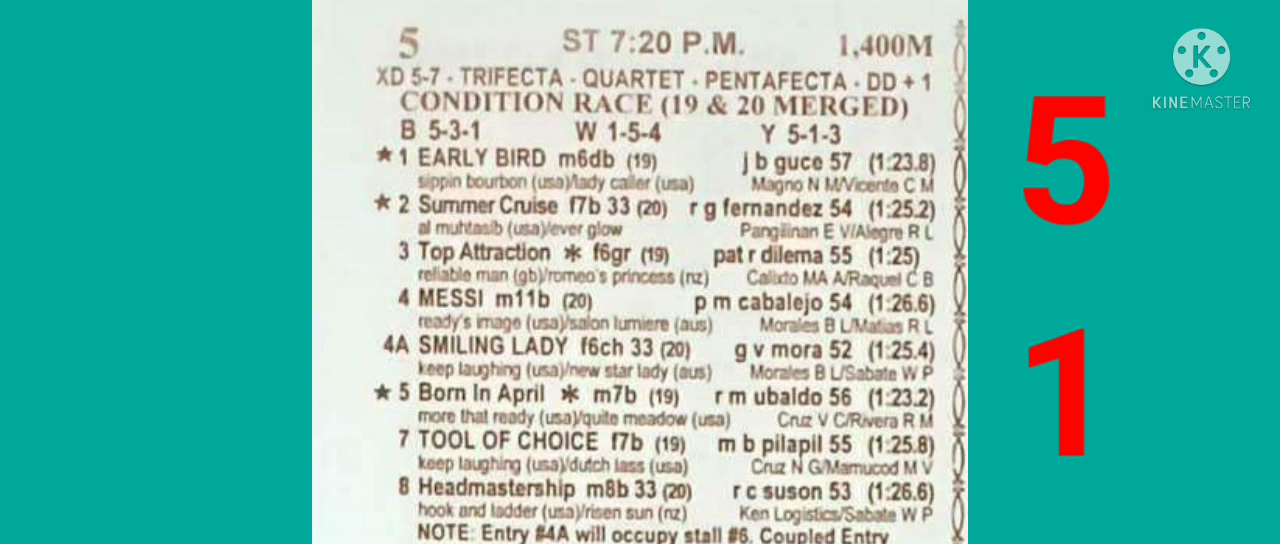 5 ST 7:20 P.M. 1,400M
XD 5-7 - TRIFECTA - QUARTET - PENTAFECTA - DD + 1
CONDITION RACE (19 & 20 MERGED)
B 5-3-1 W 1-5-4 Y 5-1-3
★ 1 EARLY BIRD m6db (19) j b guce 57 (1:23.8)
sippin bourbon (usa)/lady caller (usa) Magno N M/Vicente C M
★ 2 Summer Cruise f7b 33 (20) r g fernandez 54 (1:25.2)
al muhtasib (usa)/ever glow Pangilinan E V/Alegre R L
3 Top Attraction * f6gr (19) pat r dilema 55 (1:25)
reliable man (gb)/romeo's princess (nz) Calixto MA A/Raquel C B
4 MESSI m11b (20) p m cabalejo 54 (1:26.6)
ready's image (usa)/salon lumiere (aus) Morales B L/Matias R L
4A SMILING LADY f6ch 33 (20) g v mora 52 (1:25.4)
keep laughing (usa)/new star lady (aus) Morales B L/Sabate W P
★ 5 Born In April * m7b (19) r m ubaldo 56 (1:23.2)
more that ready (usa)/quite meadow (usa) Cruz V C/Rivera R M
7 TOOL OF CHOICE f7b (19) m b pilapil 55 (1:25.8)
keep laughing (usa)/dutch lass (usa) Cruz N G/Mamucod M V
8 Headmastership m8b 33 (20) r c suson 53 (1:26.6)
hook and ladder (usa)/risen sun (nz) Ken Logistics/Sabate W P
NOTE: Entry #4A will occupy stall #6. Coupled Entry
K
KINEMASTER
5
1